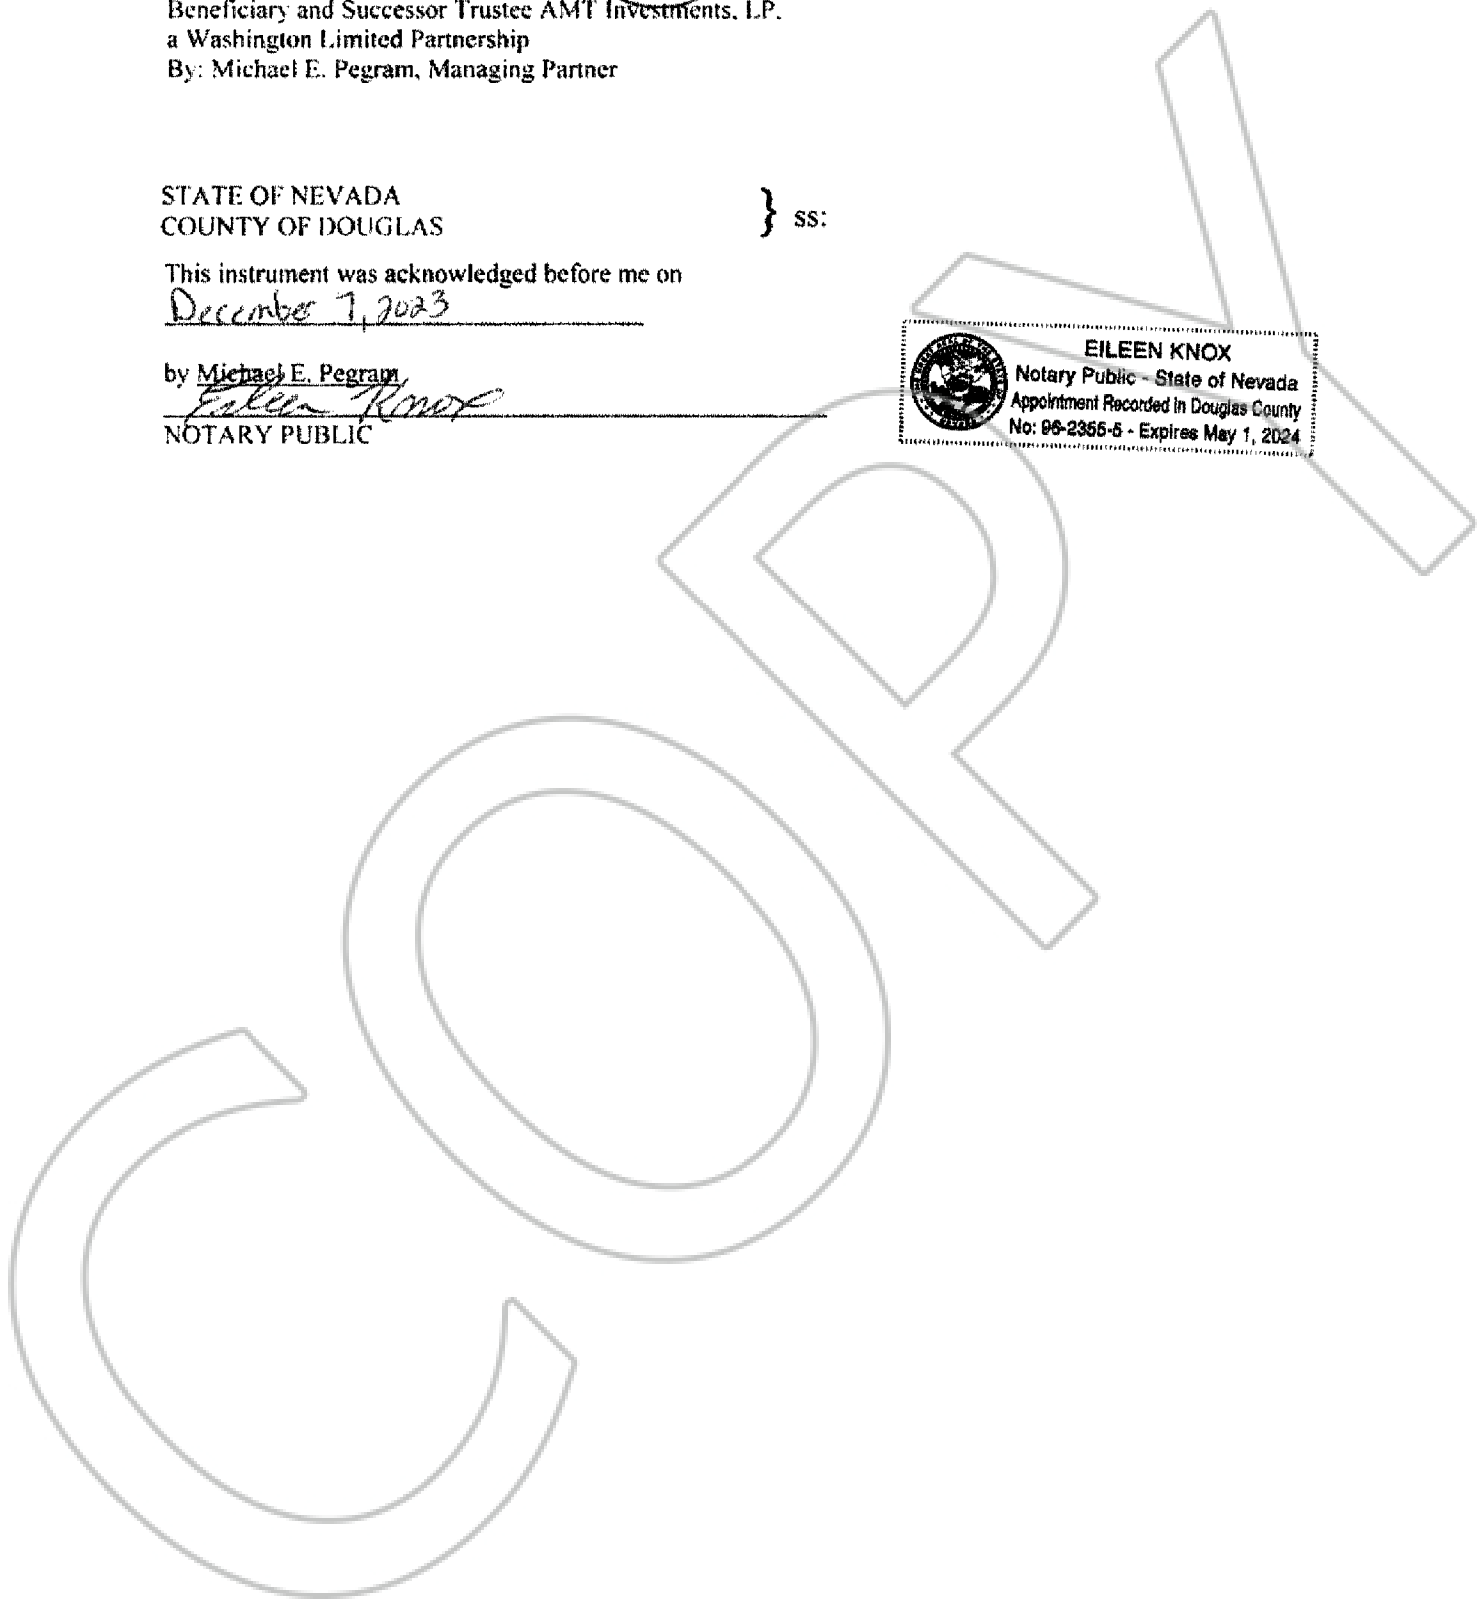 Beneficiary and Successor Trustee AMT Investments, LP.
a Washington Limited Partnership
By: Michael E. Pegram, Managing Partner
STATE OF NEVADA
COUNTY OF DOUGLAS
} ss:
This instrument was acknowledged before me on
December 7, 2023
by Michael E. Pegram
Eileen Knox
NOTARY PUBLIC
EILEEN KNOX
Notary Public - State of Nevada
Appointment Recorded in Douglas County
No: 96-2355-5 - Expires May 1, 2024
COPY